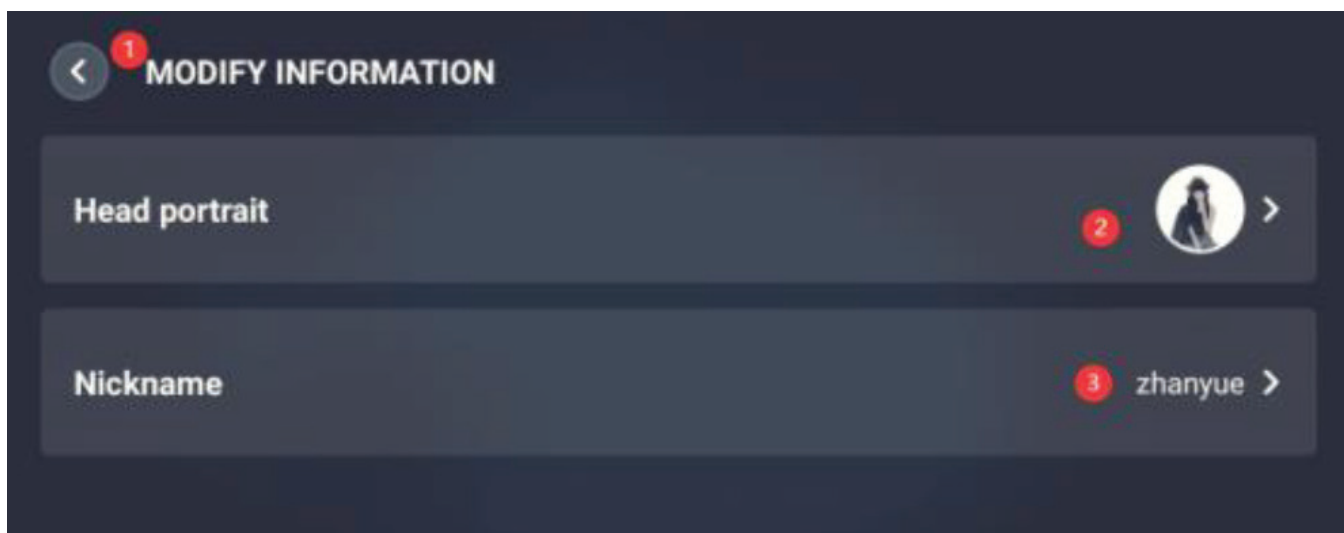 1
MODIFY INFORMATION
Head portrait
2
Nickname
3 zhanyue